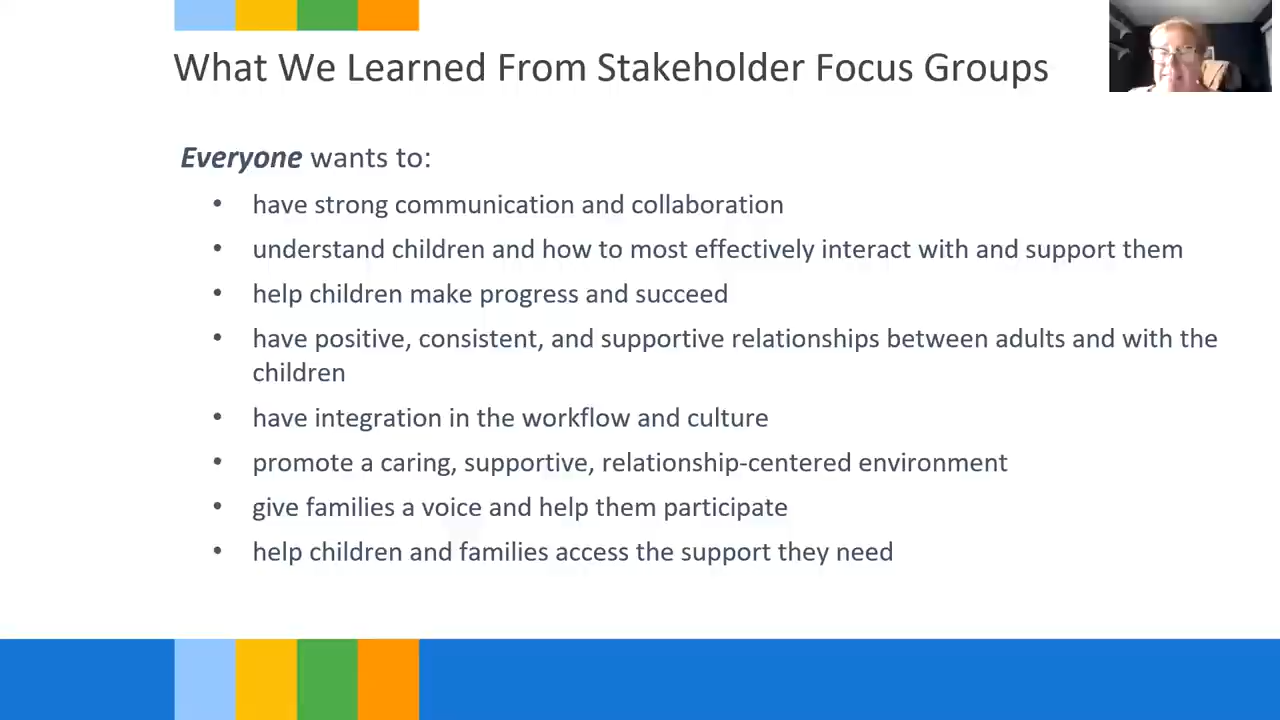 What We Learned From Stakeholder Focus Groups
Everyone wants to:
• have strong communication and collaboration
• understand children and how to most effectively interact with and support them
• help children make progress and succeed
• have positive, consistent, and supportive relationships between adults and with the
children
• have integration in the workflow and culture
• promote a caring, supportive, relationship-centered environment
• give families a voice and help them participate
• help children and families access the support they need